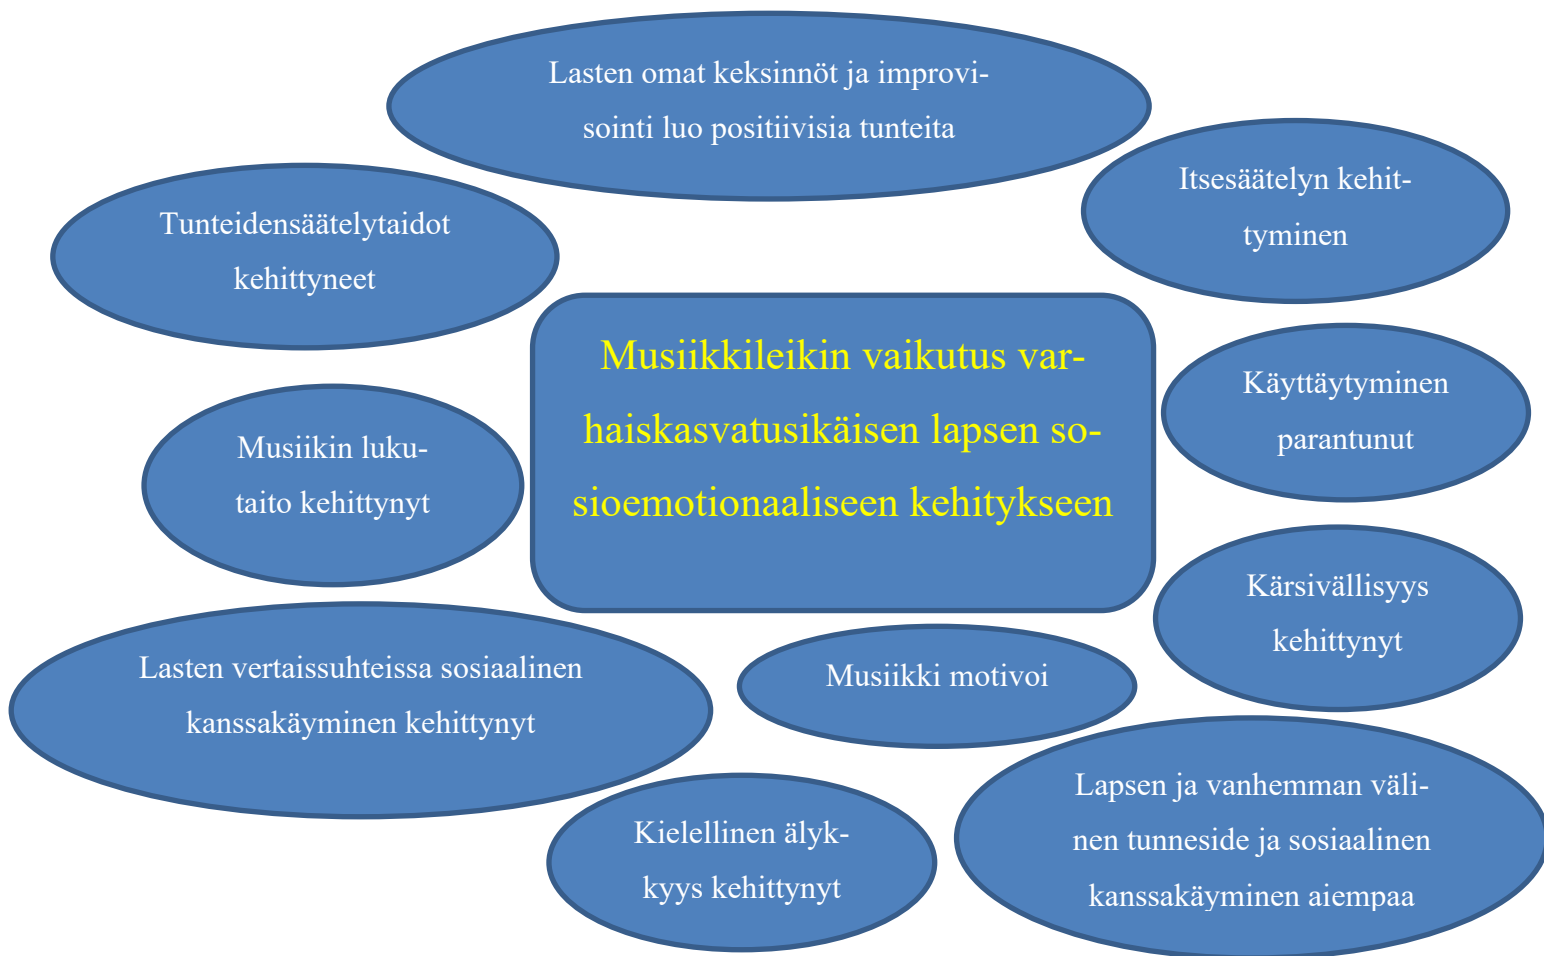 Lasten omat keksinnöt ja improvi-
sointi luo positiivisia tunteita
Itsesäätelyn kehit-
tyminen
Tunteidensäätelytaidot
kehittyneet
Musiikkileikin vaikutus var-
haiskasvatusikäisen lapsen so-
sioemotionaaliseen kehitykseen
Käyttäytyminen
parantunut
Musiikin luku-
taito kehittynyt
Kärsivällisyys
kehittynyt
Lasten vertaissuhteissa sosiaalinen
kanssakäyminen kehittynyt
Musiikki motivoi
Lapsen ja vanhemman väli-
nen tunneside ja sosiaalinen
kanssakäyminen aiempaa
Kielellinen älyk-
kyys kehittynyt